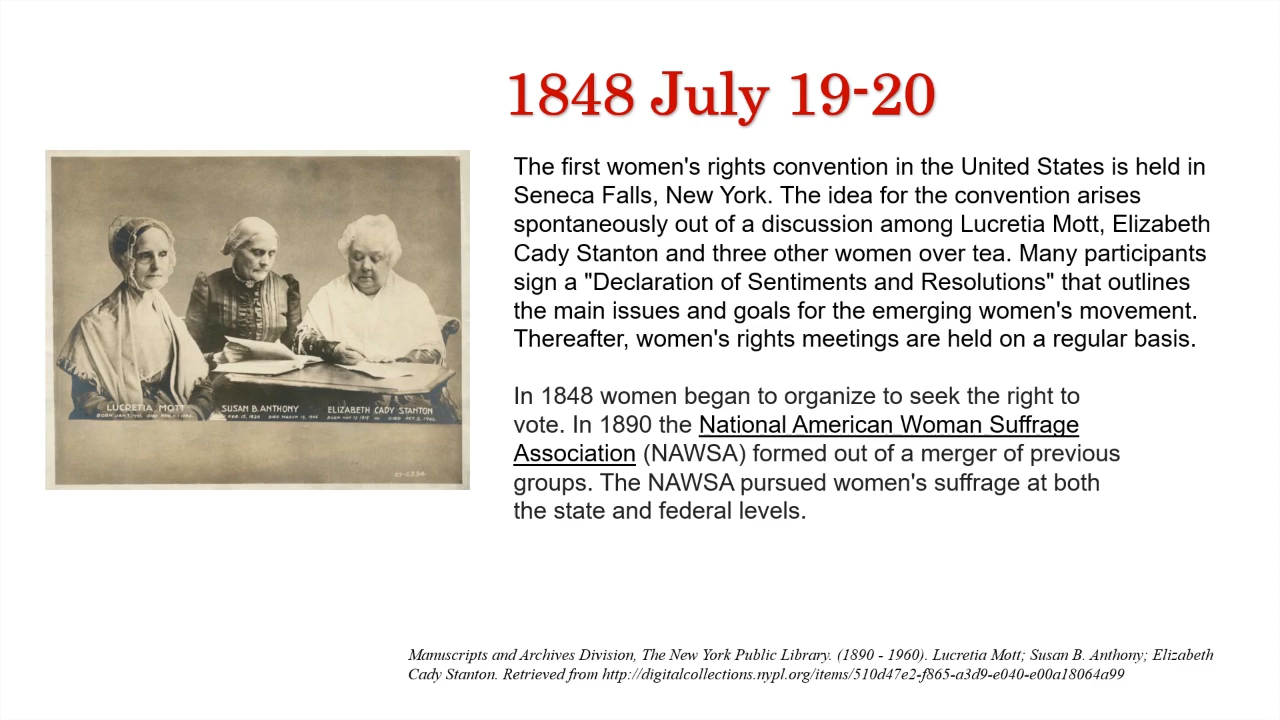 1848 July 19-20
The first women's rights convention in the United States is held in
Seneca Falls, New York. The idea for the convention arises
spontaneously out of a discussion among Lucretia Mott, Elizabeth
Cady Stanton and three other women over tea. Many participants
sign a "Declaration of Sentiments and Resolutions" that outlines
the main issues and goals for the emerging women's movement.
Thereafter, women's rights meetings are held on a regular basis.
In 1848 women began to organize to seek the right to
vote. In 1890 the National American Woman Suffrage
Association (NAWSA) formed out of a merger of previous
groups. The NAWSA pursued women's suffrage at both
the state and federal levels.
LUCRETIA MOTT
SUSAN B. ANTHONY
ELIZABETH CADY STANTON
Manuscripts and Archives Division, The New York Public Library. (1890 - 1960). Lucretia Mott; Susan B. Anthony; Elizabeth
Cady Stanton. Retrieved from http://digitalcollections.nypl.org/items/510d47e2-f865-a3d9-e040-e00a18064a99